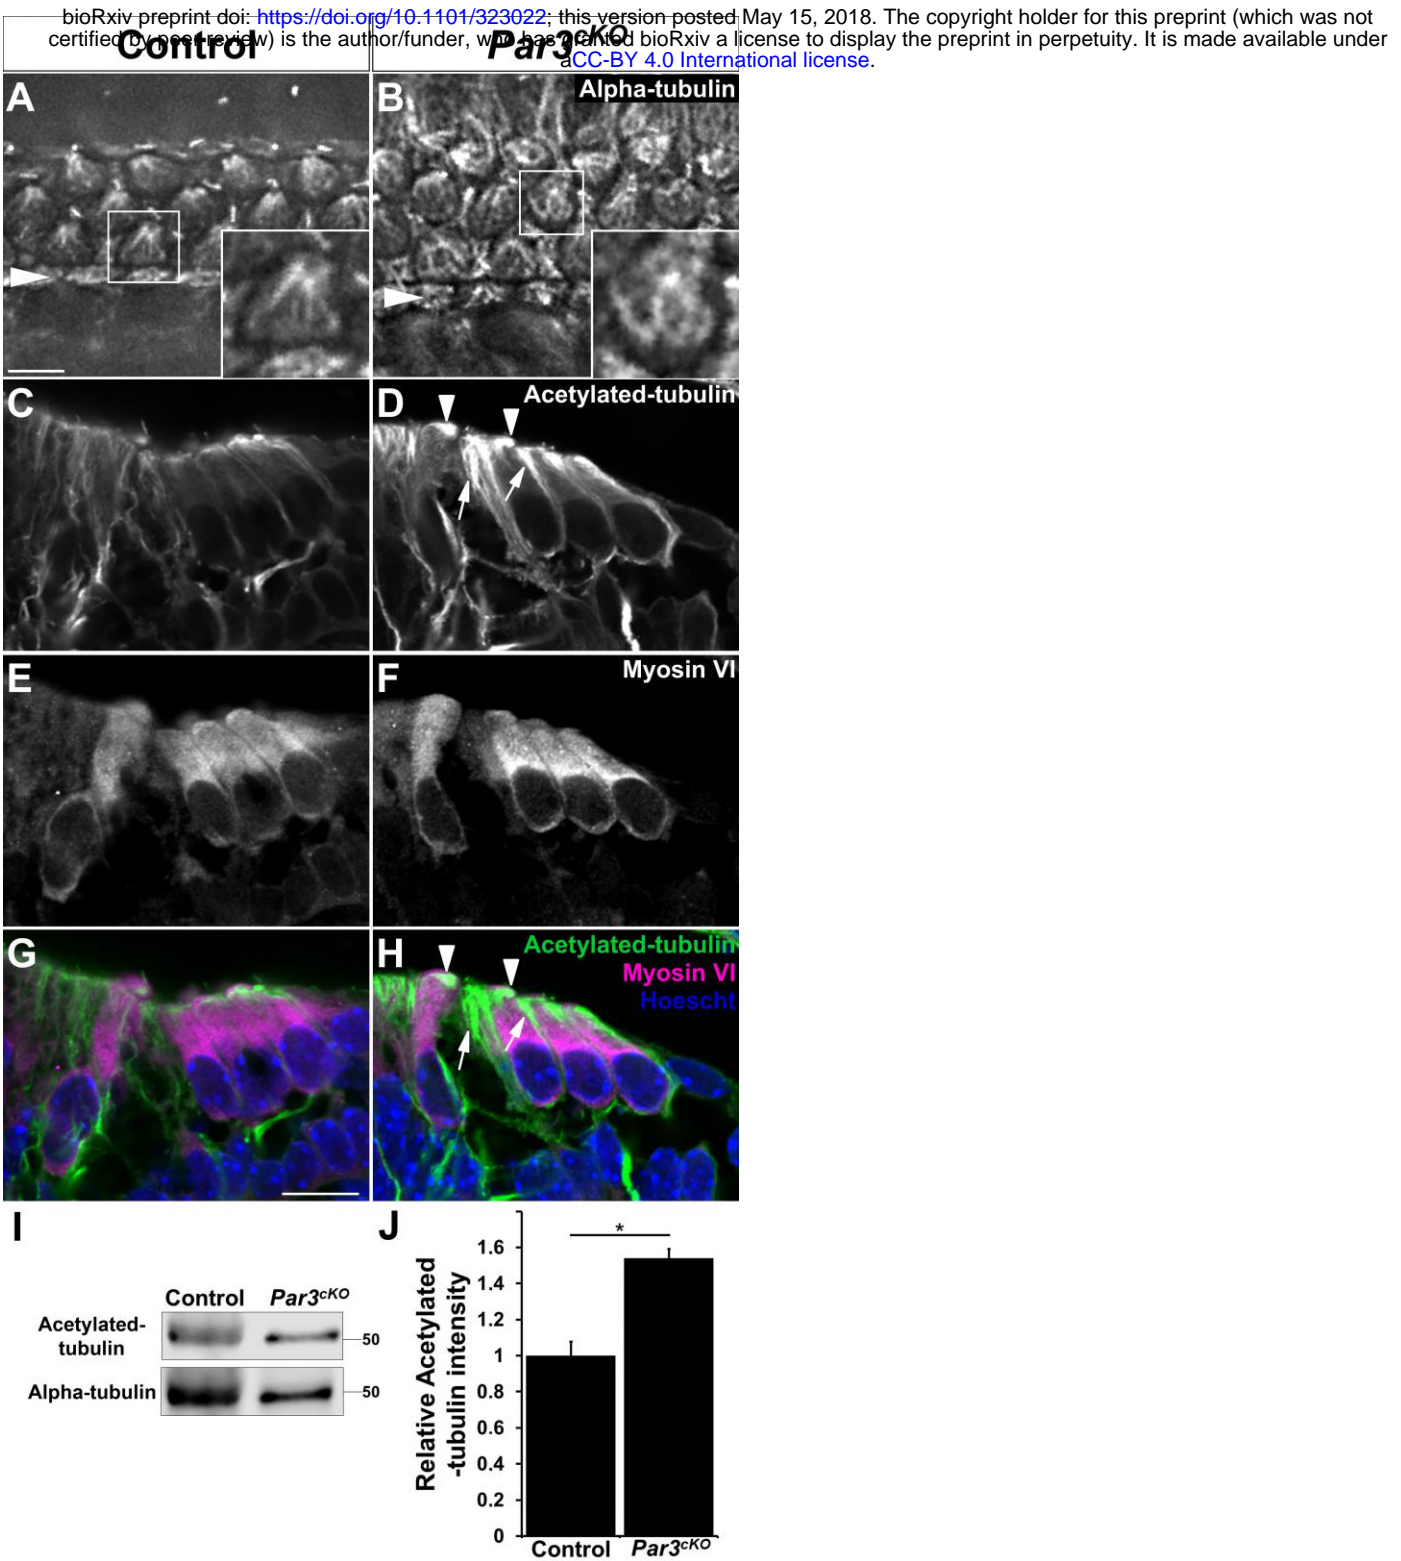 bioRxiv preprint doi: https://doi.org/10.1101/323022; this version posted May 15, 2018. The copyright holder for this preprint (which was not
certified by peer review) is the author/funder, who has granted bioRxiv a license to display the preprint in perpetuity. It is made available under
aCC-BY 4.0 International license.
Control Par3cKO
A B Alpha-tubulin
C D Acetylated-tubulin
E F Myosin VI
G H Acetylated-tubulin
Myosin VI
Hoescht
I
Control Par3cKO
Acetylated-
tubulin
50
Alpha-tubulin 50
J
Relative Acetylated
-tubulin intensity
*
1.6
1.4
1.2
1
0.8
0.6
0.4
0.2
0
Control Par3cKO